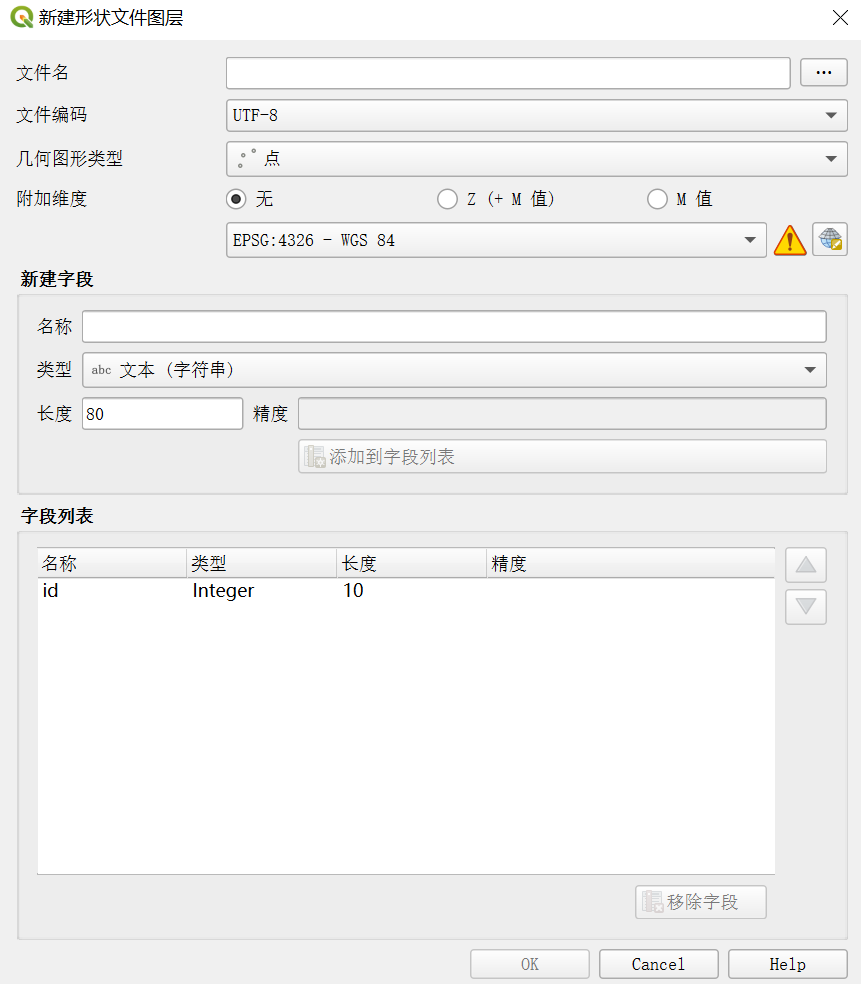 新建形状文件图层
文件名
...
文件编码 UTF-8
几何图形类型 点
附加维度 无 Z (+ M 值) M 值
EPSG:4326 - WGS 84
新建字段
名称
类型 abc 文本 (字符串)
长度 80 精度
添加到字段列表
字段列表
名称 类型 长度 精度
id Integer 10
移除字段
OK Cancel Help